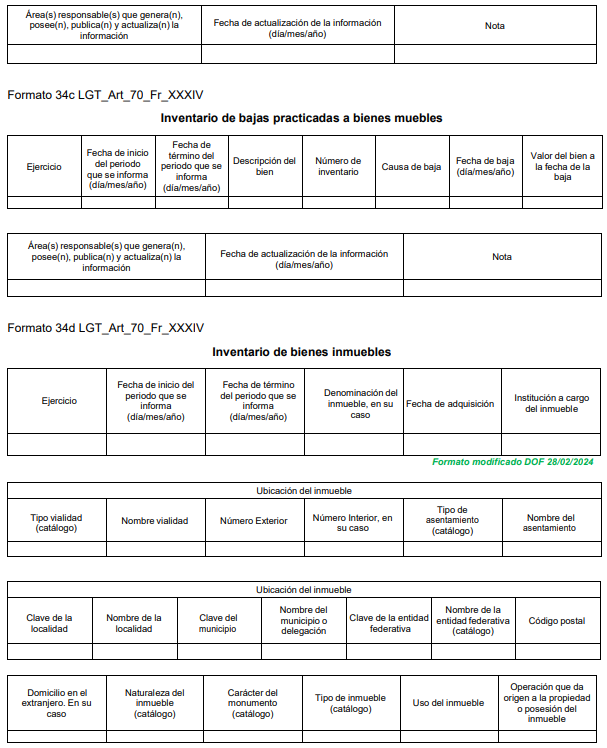 Área(s) responsable(s) que genera(n),
posee(n), publica(n) y actualiza(n) la
información
Fecha de actualización de la información
(día/mes/año)
Nota
Formato 34c LGT_Art_70_Fr_XXXIV
Inventario de bajas practicadas a bienes muebles
Ejercicio
Fecha de inicio
del periodo
que se informa
(día/mes/año)
Fecha de
término del
periodo que se
informa
(día/mes/año)
Descripción del
bien
Número de
inventario
Causa de baja
Fecha de baja
(día/mes/año)
Valor del bien a
la fecha de la
baja
Área(s) responsable(s) que genera(n),
posee(n), publica(n) y actualiza(n) la
información
Fecha de actualización de la información
(día/mes/año)
Nota
Formato 34d LGT_Art_70_Fr_XXXIV
Inventario de bienes inmuebles
Ejercicio
Fecha de inicio del
periodo que se
informa
(día/mes/año)
Fecha de término
del periodo que se
informa
(día/mes/año)
Denominación del
inmueble, en su
caso
Fecha de adquisición
Institución a cargo
del inmueble
Formato modificado DOF 28/02/2024
Ubicación del inmueble
Tipo vialidad
(catálogo)
Nombre vialidad
Número Exterior
Número Interior, en
su caso
Tipo de
asentamiento
(catálogo)
Nombre del
asentamiento
Ubicación del inmueble
Clave de la
localidad
Nombre de la
localidad
Clave del
municipio
Nombre del
municipio o
delegación
Clave de la entidad
federativa
Nombre de la
entidad federativa
(catálogo)
Código postal
Domicilio en el
extranjero. En su
caso
Naturaleza del
inmueble
(catálogo)
Carácter del
monumento
(catálogo)
Tipo de inmueble
(catálogo)
Uso del inmueble
Operación que da
origen a la propiedad
o posesión del
inmueble